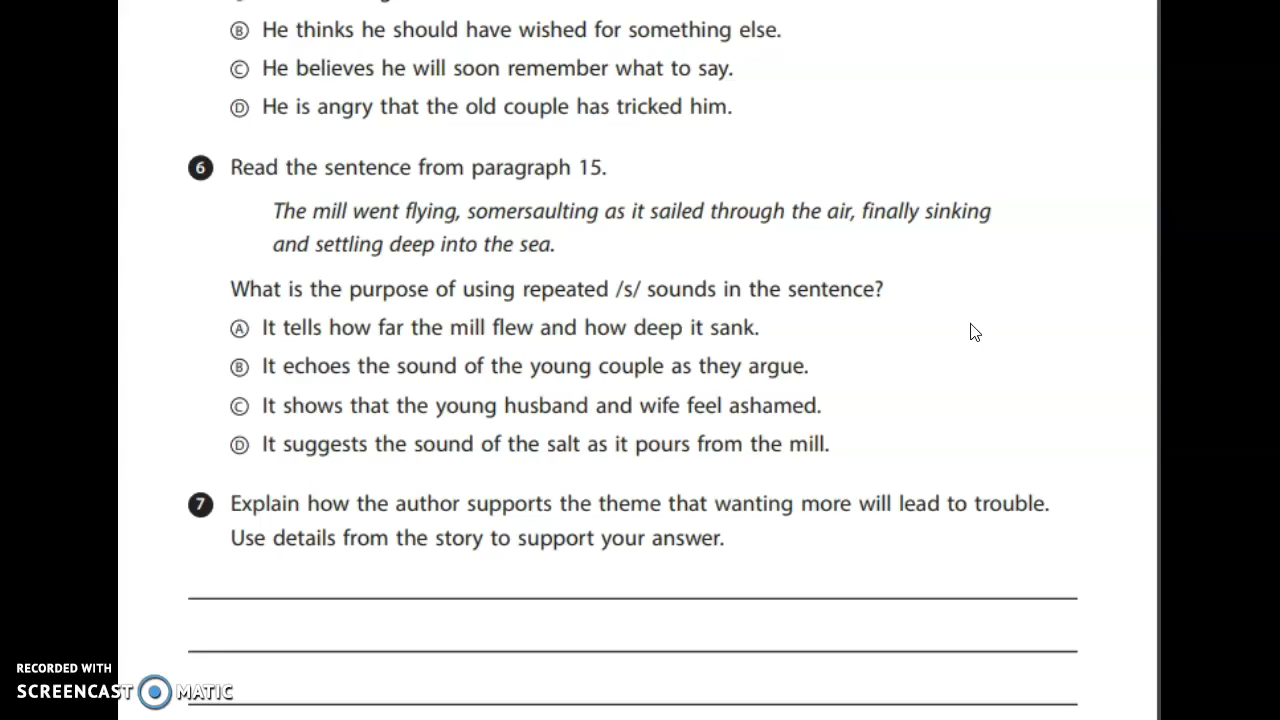 Ⓑ He thinks he should have wished for something else.
Ⓒ He believes he will soon remember what to say.
Ⓓ He is angry that the old couple has tricked him.
6 Read the sentence from paragraph 15.
The mill went flying, somersaulting as it sailed through the air, finally sinking
and settling deep into the sea.
What is the purpose of using repeated /s/ sounds in the sentence?
Ⓐ It tells how far the mill flew and how deep it sank.
Ⓑ It echoes the sound of the young couple as they argue.
Ⓒ It shows that the young husband and wife feel ashamed.
Ⓓ It suggests the sound of the salt as it pours from the mill.
7 Explain how the author supports the theme that wanting more will lead to trouble.
Use details from the story to support your answer.
RECORDED WITH
SCREENCAST MATIC